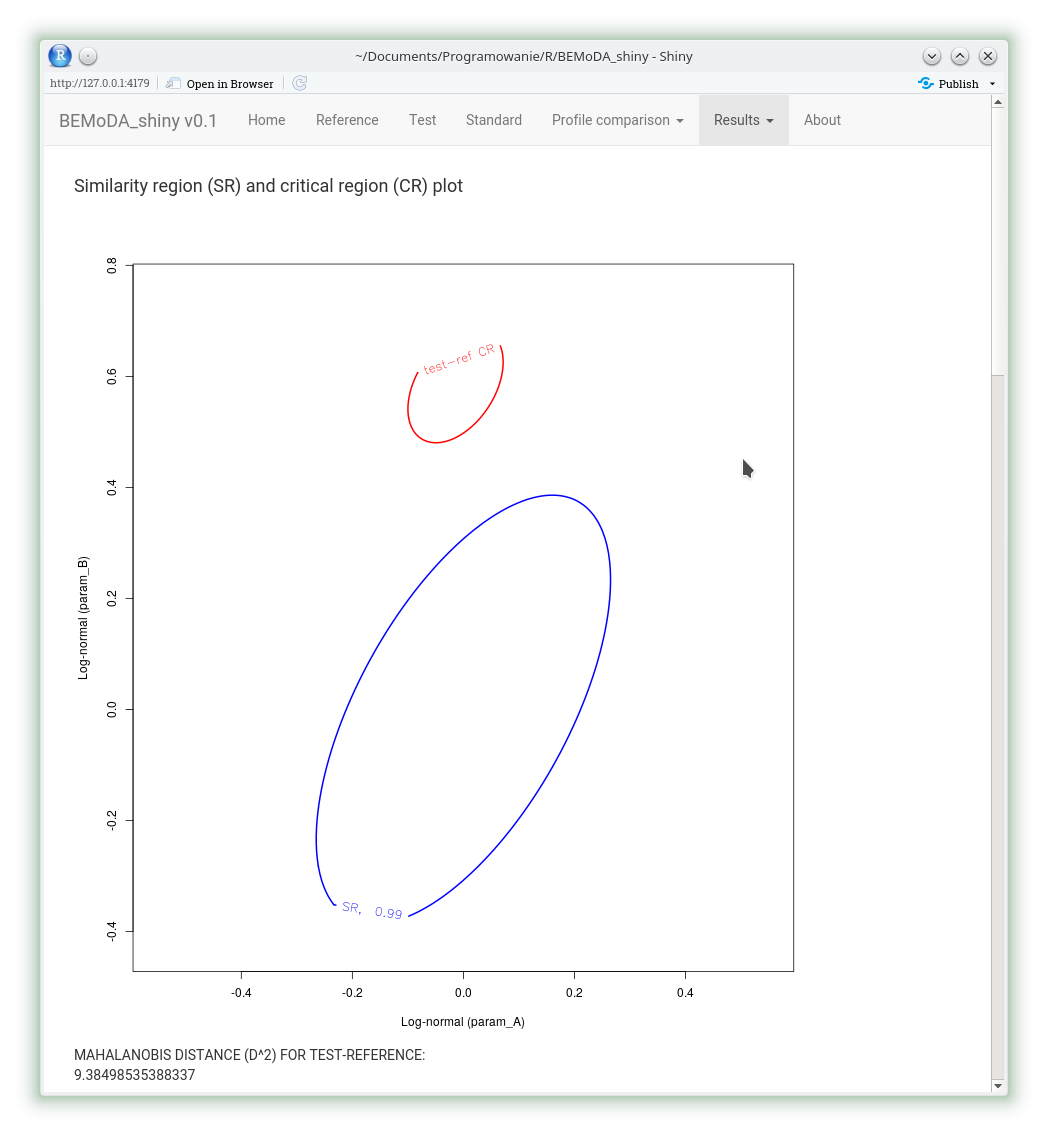 R
~/Documents/Programowanie/R/BEMoDA_shiny - Shiny
http://127.0.0.1:4179 Open in Browser Publish
BEMoDA_shiny v0.1 Home Reference Test Standard Profile comparison Results About
Similarity region (SR) and critical region (CR) plot
0.8
0.6
0.4
0.2
0.0
-0.2
-0.4
Log-normal (param_B)
test-ref CR
SR, 0.99
-0.4 -0.2 0.0 0.2 0.4
Log-normal (param_A)
MAHALANOBIS DISTANCE (D^2) FOR TEST-REFERENCE:
9.38498535388337